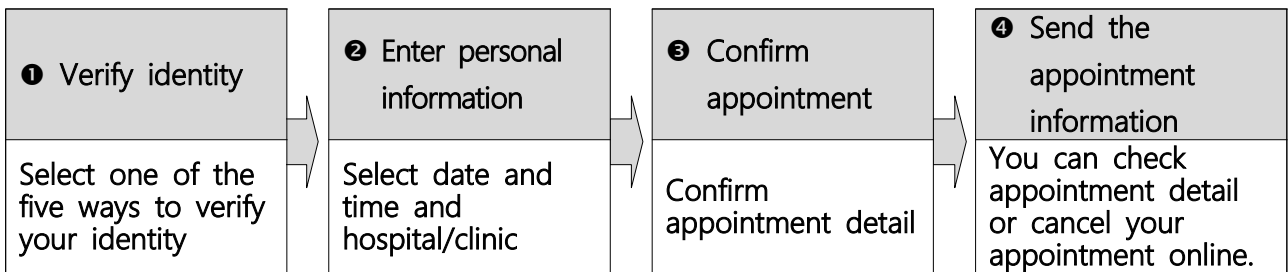 ❶ Verify identity
Select one of the
five ways to verify
your identity
❷ Enter personal
information
Select date and
time and
hospital/clinic
❸ Confirm
appointment
Confirm
appointment detail
❹ Send the
appointment
information
You can check
appointment detail
or cancel your
appointment online.